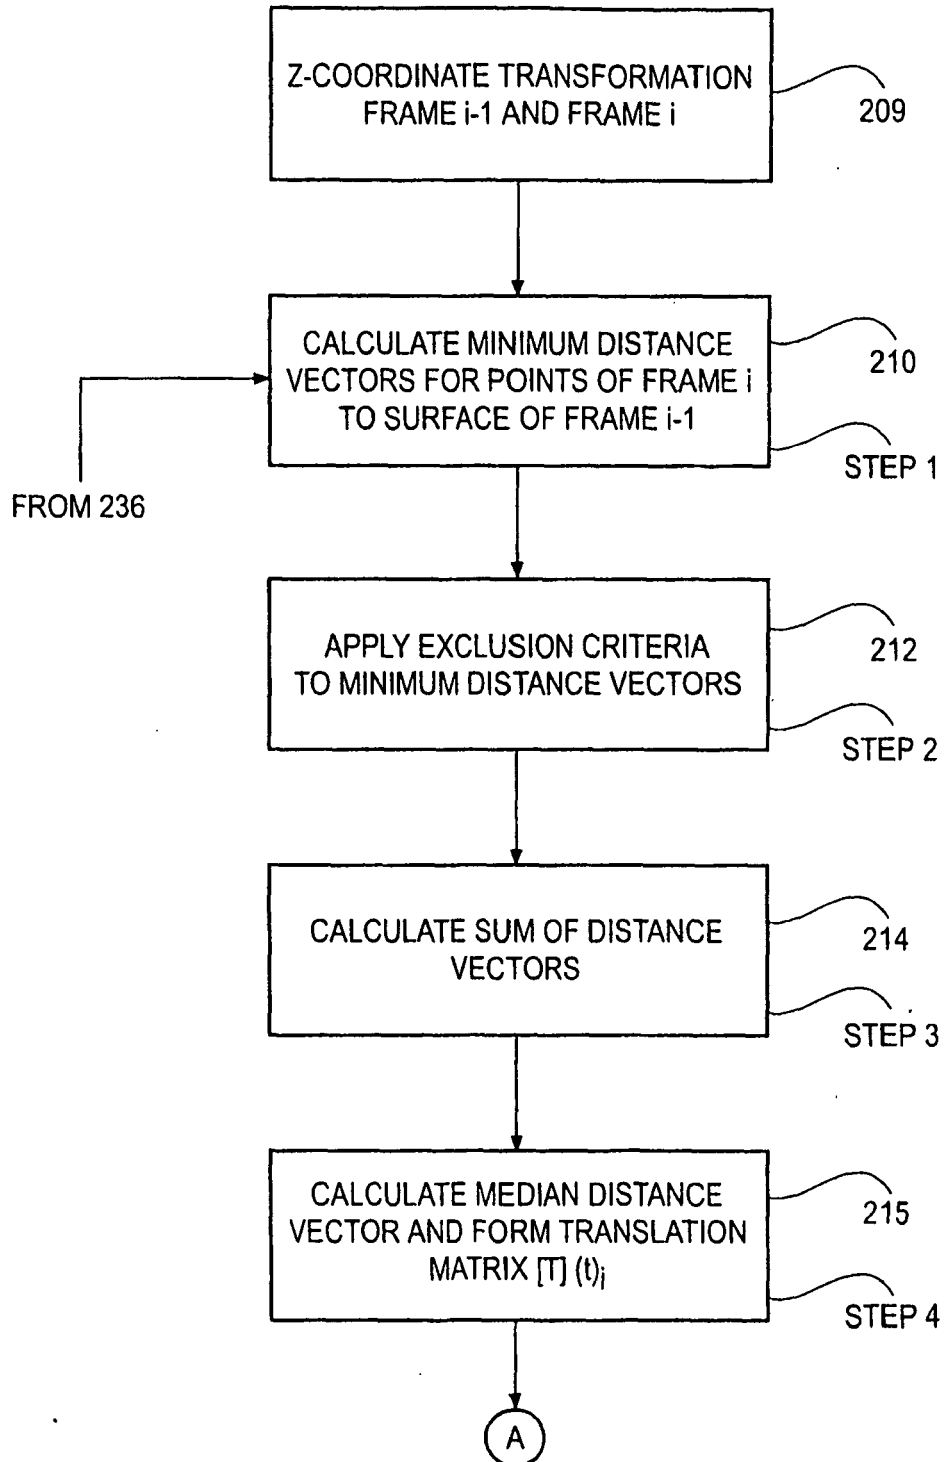 Z-COORDINATE TRANSFORMATION
FRAME i-1 AND FRAME i
209
CALCULATE MINIMUM DISTANCE
VECTORS FOR POINTS OF FRAME i
TO SURFACE OF FRAME i-1
210
STEP 1
FROM 236
APPLY EXCLUSION CRITERIA
TO MINIMUM DISTANCE VECTORS
212
STEP 2
CALCULATE SUM OF DISTANCE
VECTORS
214
STEP 3
CALCULATE MEDIAN DISTANCE
VECTOR AND FORM TRANSLATION
MATRIX [T] (t)i
215
STEP 4
A